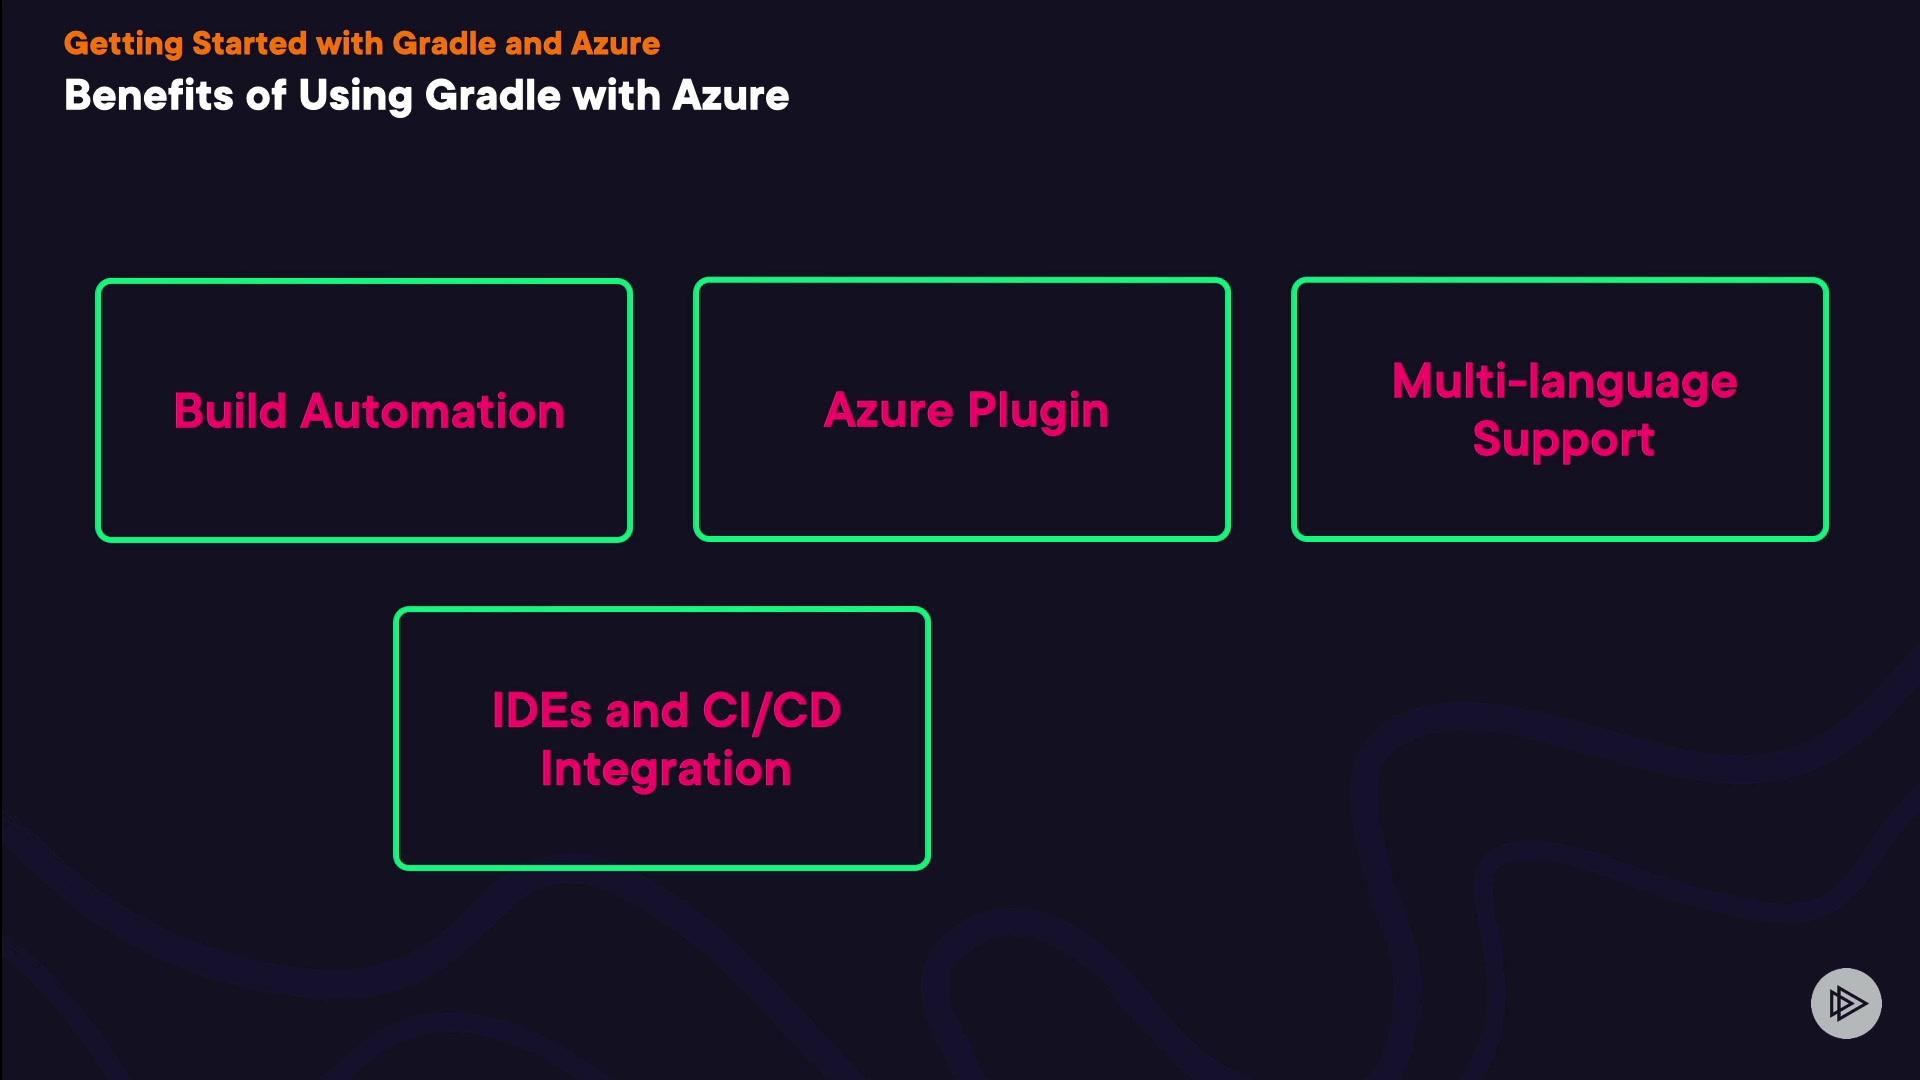 Getting Started with Gradle and Azure
Benefits of Using Gradle with Azure
Build Automation
Azure Plugin
Multi-language
Support
IDEs and CI/CD
Integration